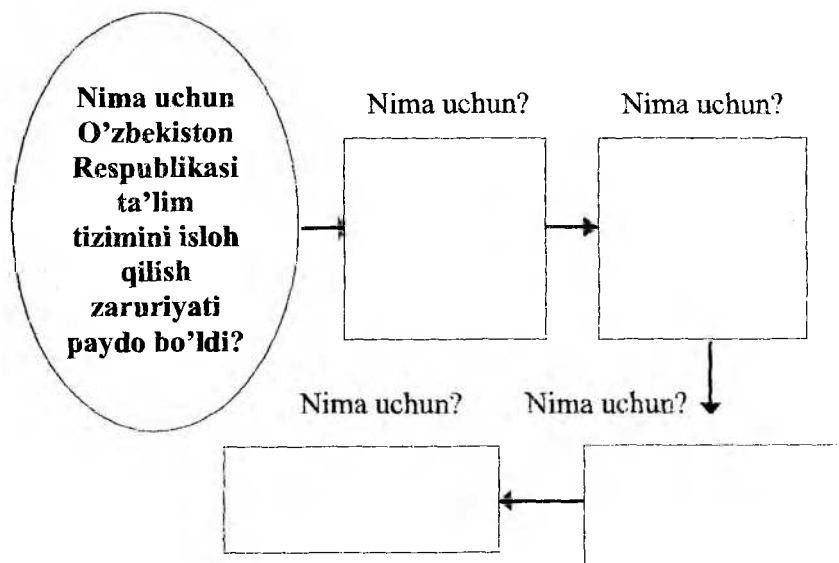 Nima uchun
O'zbekiston
Respublikasi
ta'lim
tizimini isloh
qilish
zaruriyati
paydo bo'ldi?
Nima uchun?
Nima uchun?
Nima uchun?
Nima uchun?